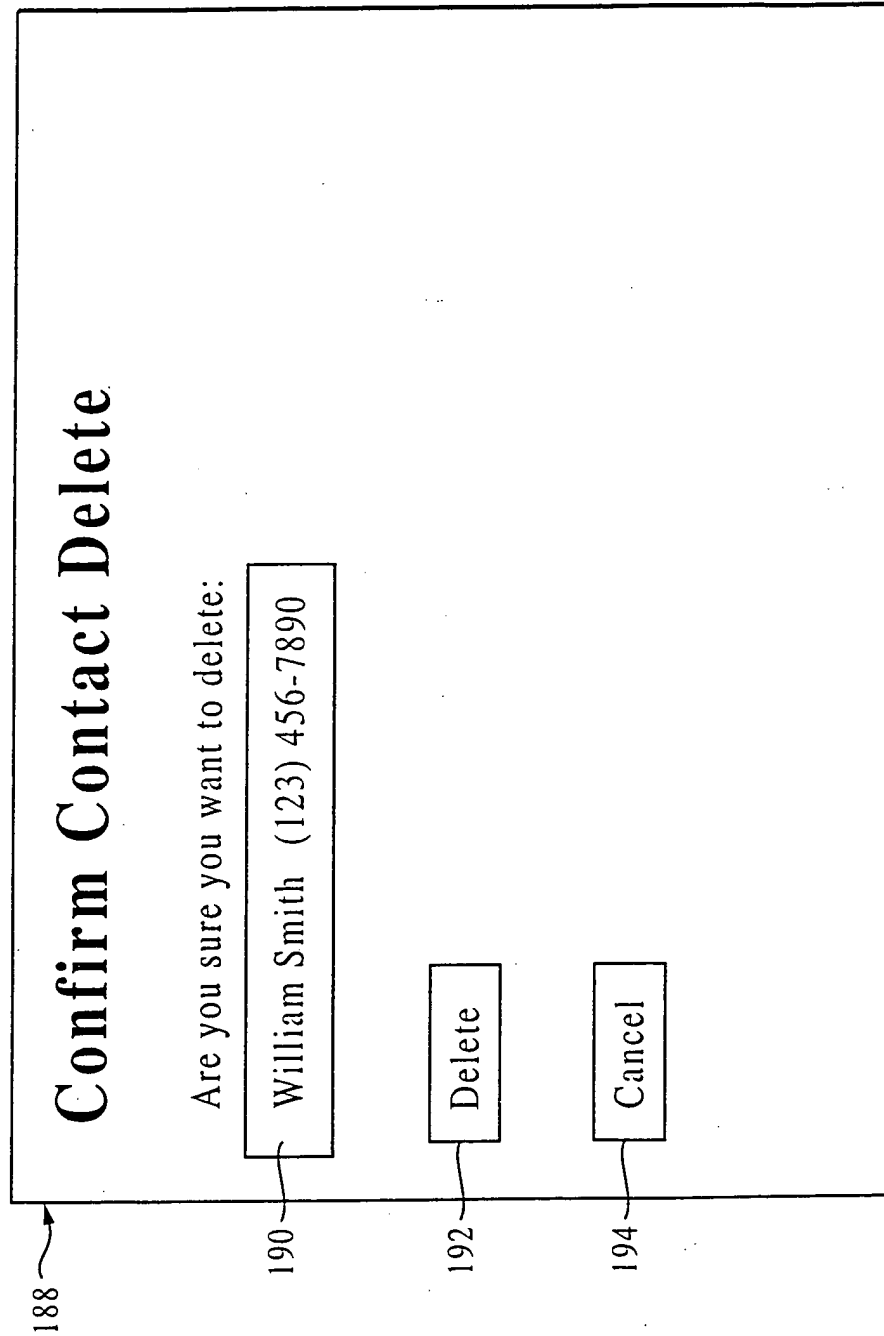 188
Confirm Contact Delete
Are you sure you want to delete:
190
William Smith (123) 456-7890
192
Delete
194
Cancel